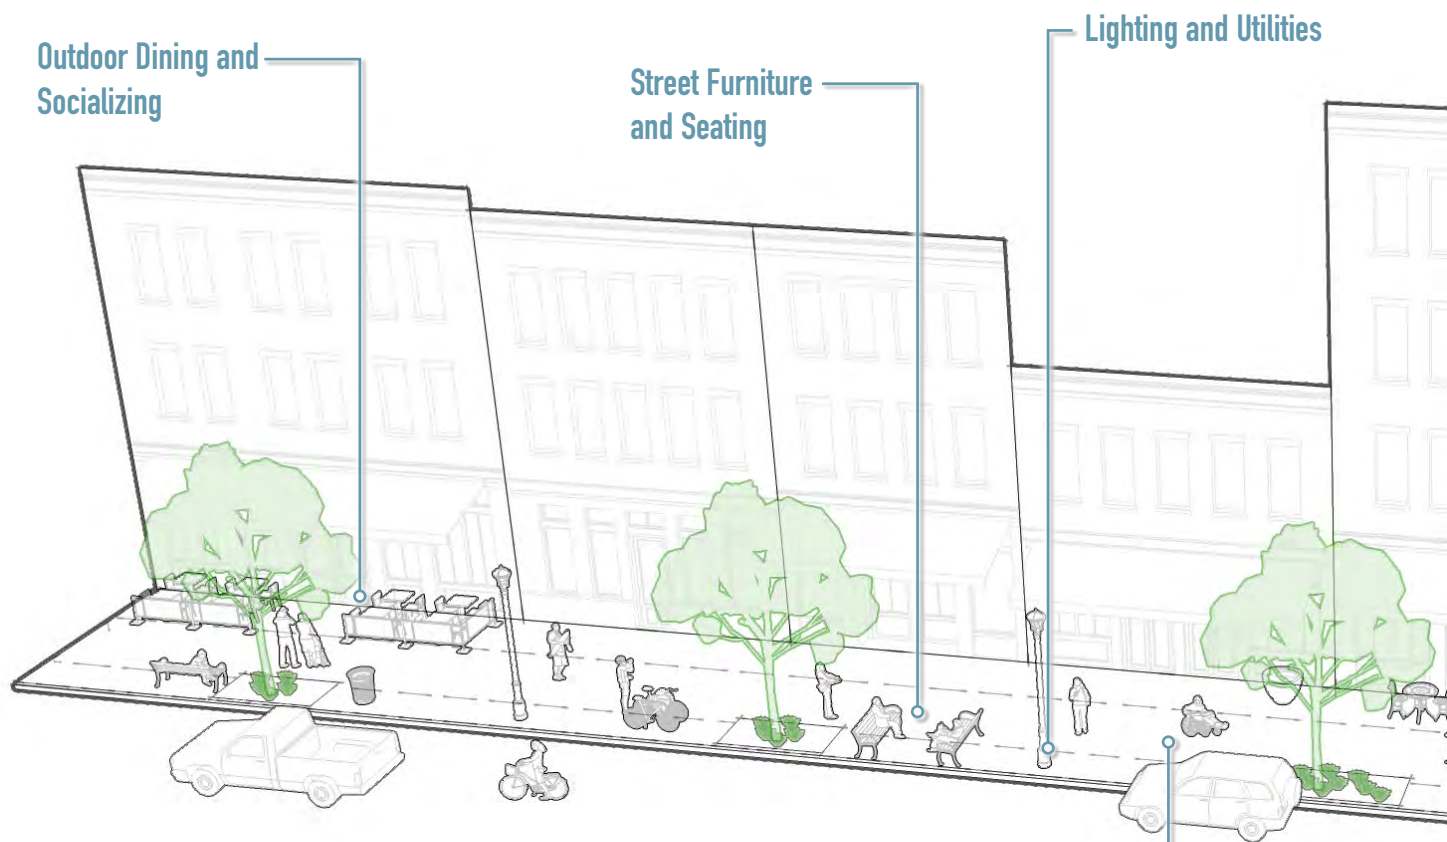 Outdoor Dining and
Socializing
Street Furniture
and Seating
Lighting and Utilities